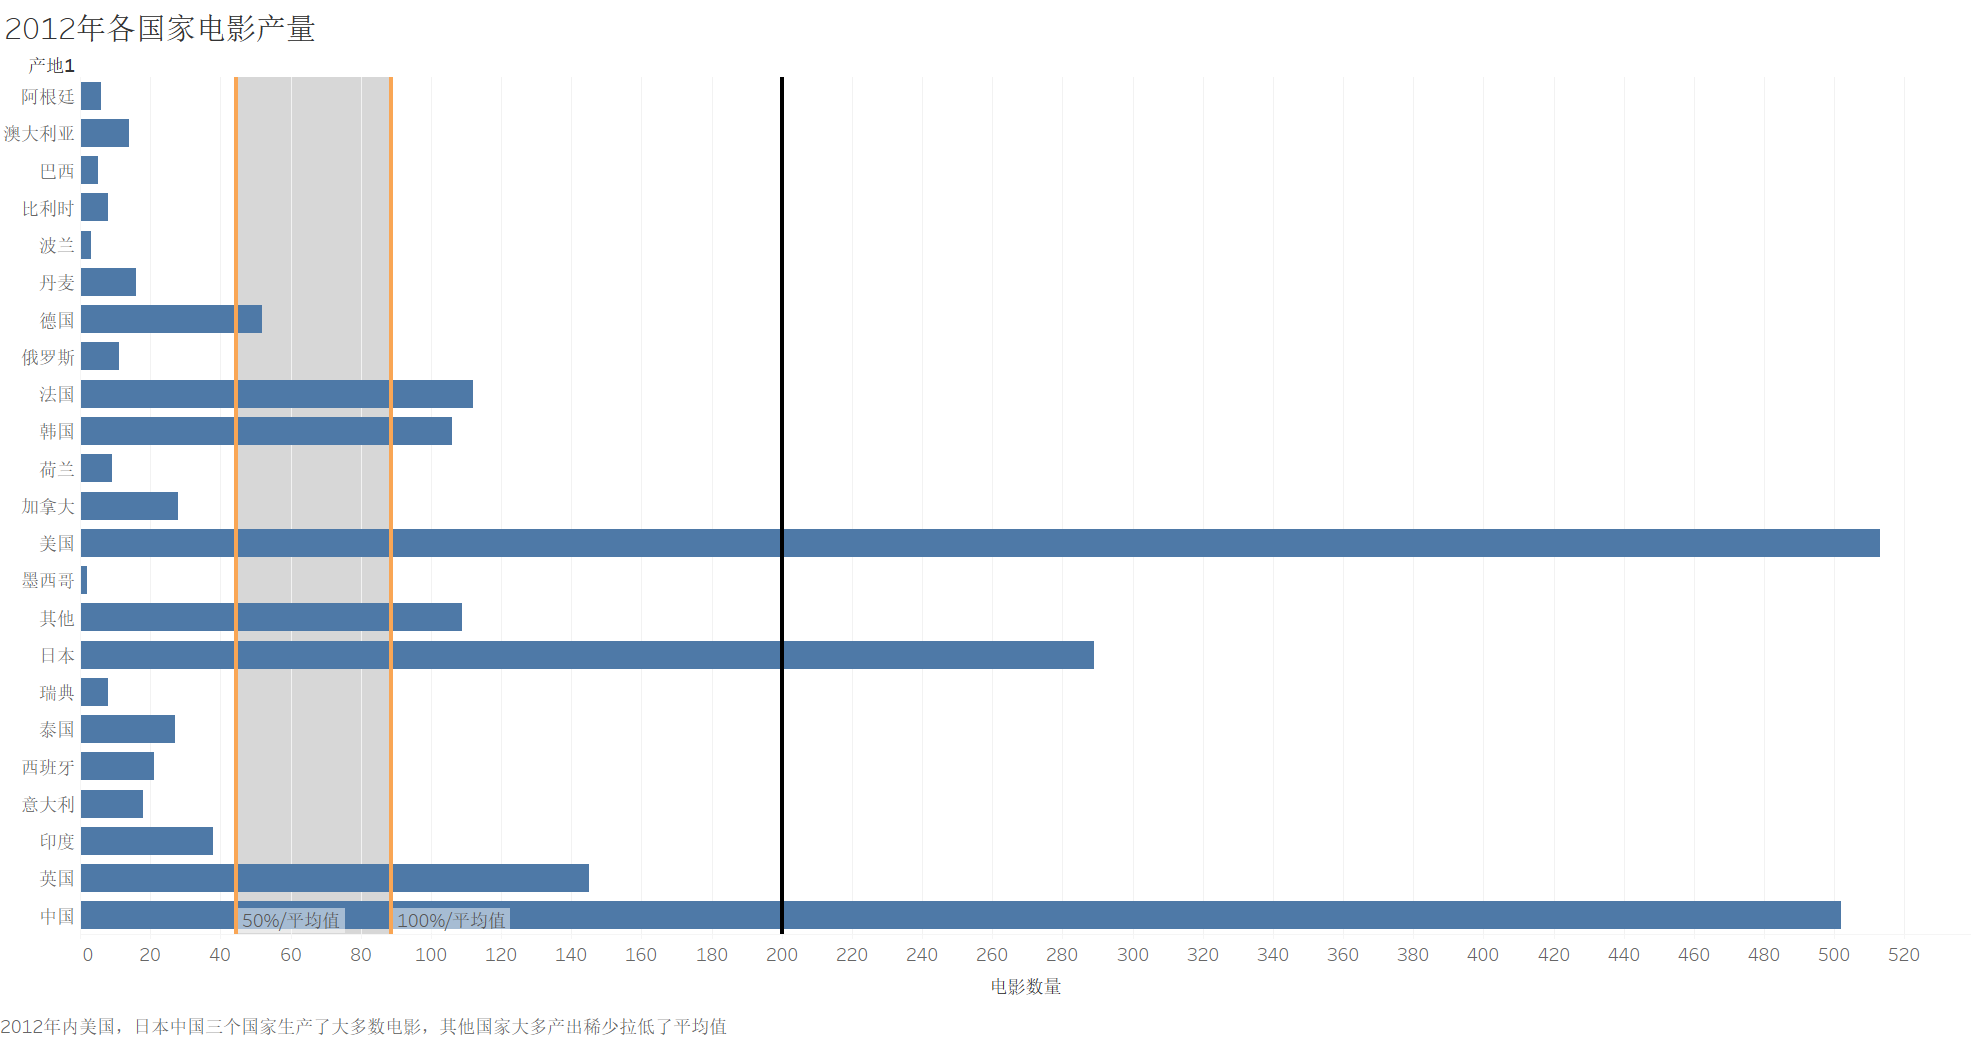 2012年各国家电影产量
产地1
阿根廷
澳大利亚
巴西
比利时
波兰
丹麦
德国
俄罗斯
法国
韩国
荷兰
加拿大
美国
墨西哥
其他
日本
瑞典
泰国
西班牙
意大利
印度
英国
中国
50%/平均值 100%/平均值
0 20 40 60 80 100 120 140 160 180 200 220 240 260 280 300 320 340 360 380 400 420 440 460 480 500 520
电影数量
2012年内美国，日本中国三个国家生产了大多数电影，其他国家大多产出稀少拉低了平均值